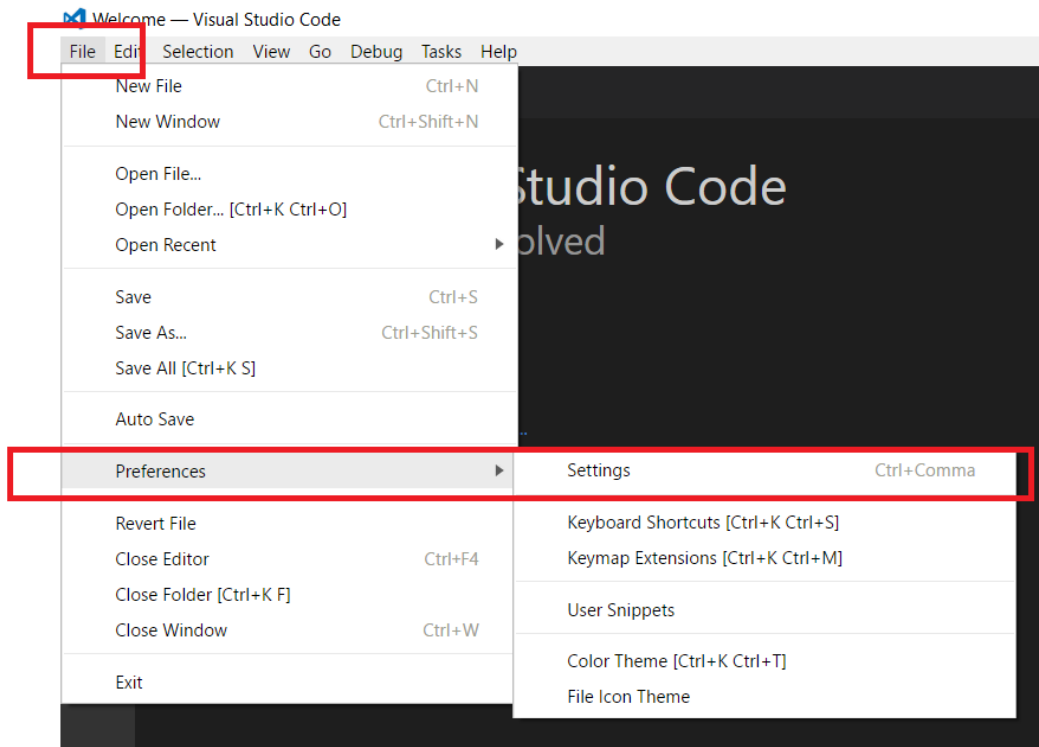 Welcome — Visual Studio Code
File Edit Selection View Go Debug Tasks Help
New File Ctrl+N
New Window Ctrl+Shift+N
Open File...
Studio Code
Open Folder... [Ctrl+K Ctrl+O]
Open Recent
olved
Save Ctrl+S
Save As... Ctrl+Shift+S
Save All [Ctrl+K S]
Auto Save
Preferences
Settings Ctrl+Comma
Revert File
Keyboard Shortcuts [Ctrl+K Ctrl+S]
Close Editor Ctrl+F4
Keymap Extensions [Ctrl+K Ctrl+M]
Close Folder [Ctrl+K F]
User Snippets
Close Window Ctrl+W
Color Theme [Ctrl+K Ctrl+T]
Exit
File Icon Theme